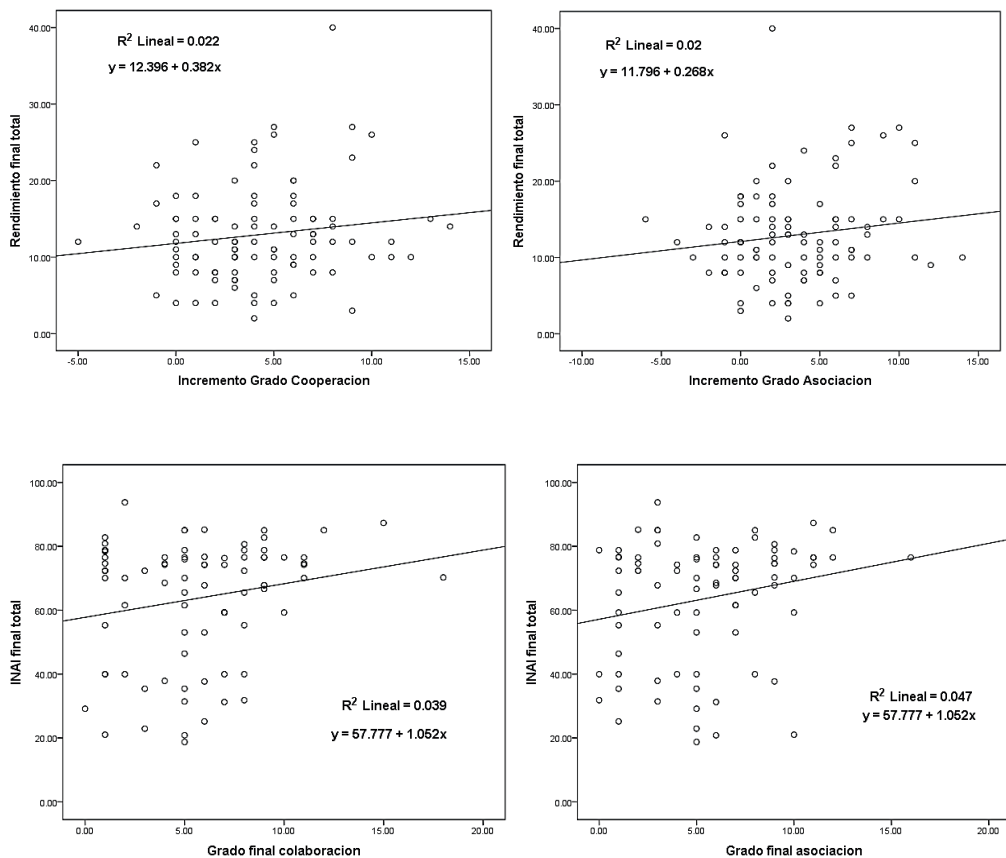 R² Lineal = 0.022
y = 12.396 + 0.382x
Rendimiento final total
40.00
30.00
20.00
10.00
0.00
-5.00 0.00 5.00 10.00 15.00
Incremento Grado Cooperacion
R² Lineal = 0.02
y = 11.796 + 0.268x
Rendimiento final total
40.00
30.00
20.00
10.00
0.00
-10.00 -5.00 0.00 5.00 10.00 15.00
Incremento Grado Asociacion
INAI final total
100.00
80.00
60.00
40.00
20.00
0.00
R² Lineal = 0.039
y = 57.777 + 1.052x
0.00 5.00 10.00 15.00 20.00
Grado final colaboracion
INAI final total
100.00
80.00
60.00
40.00
20.00
0.00
R² Lineal = 0.047
y = 57.777 + 1.052x
0.00 5.00 10.00 15.00 20.00
Grado final asociacion